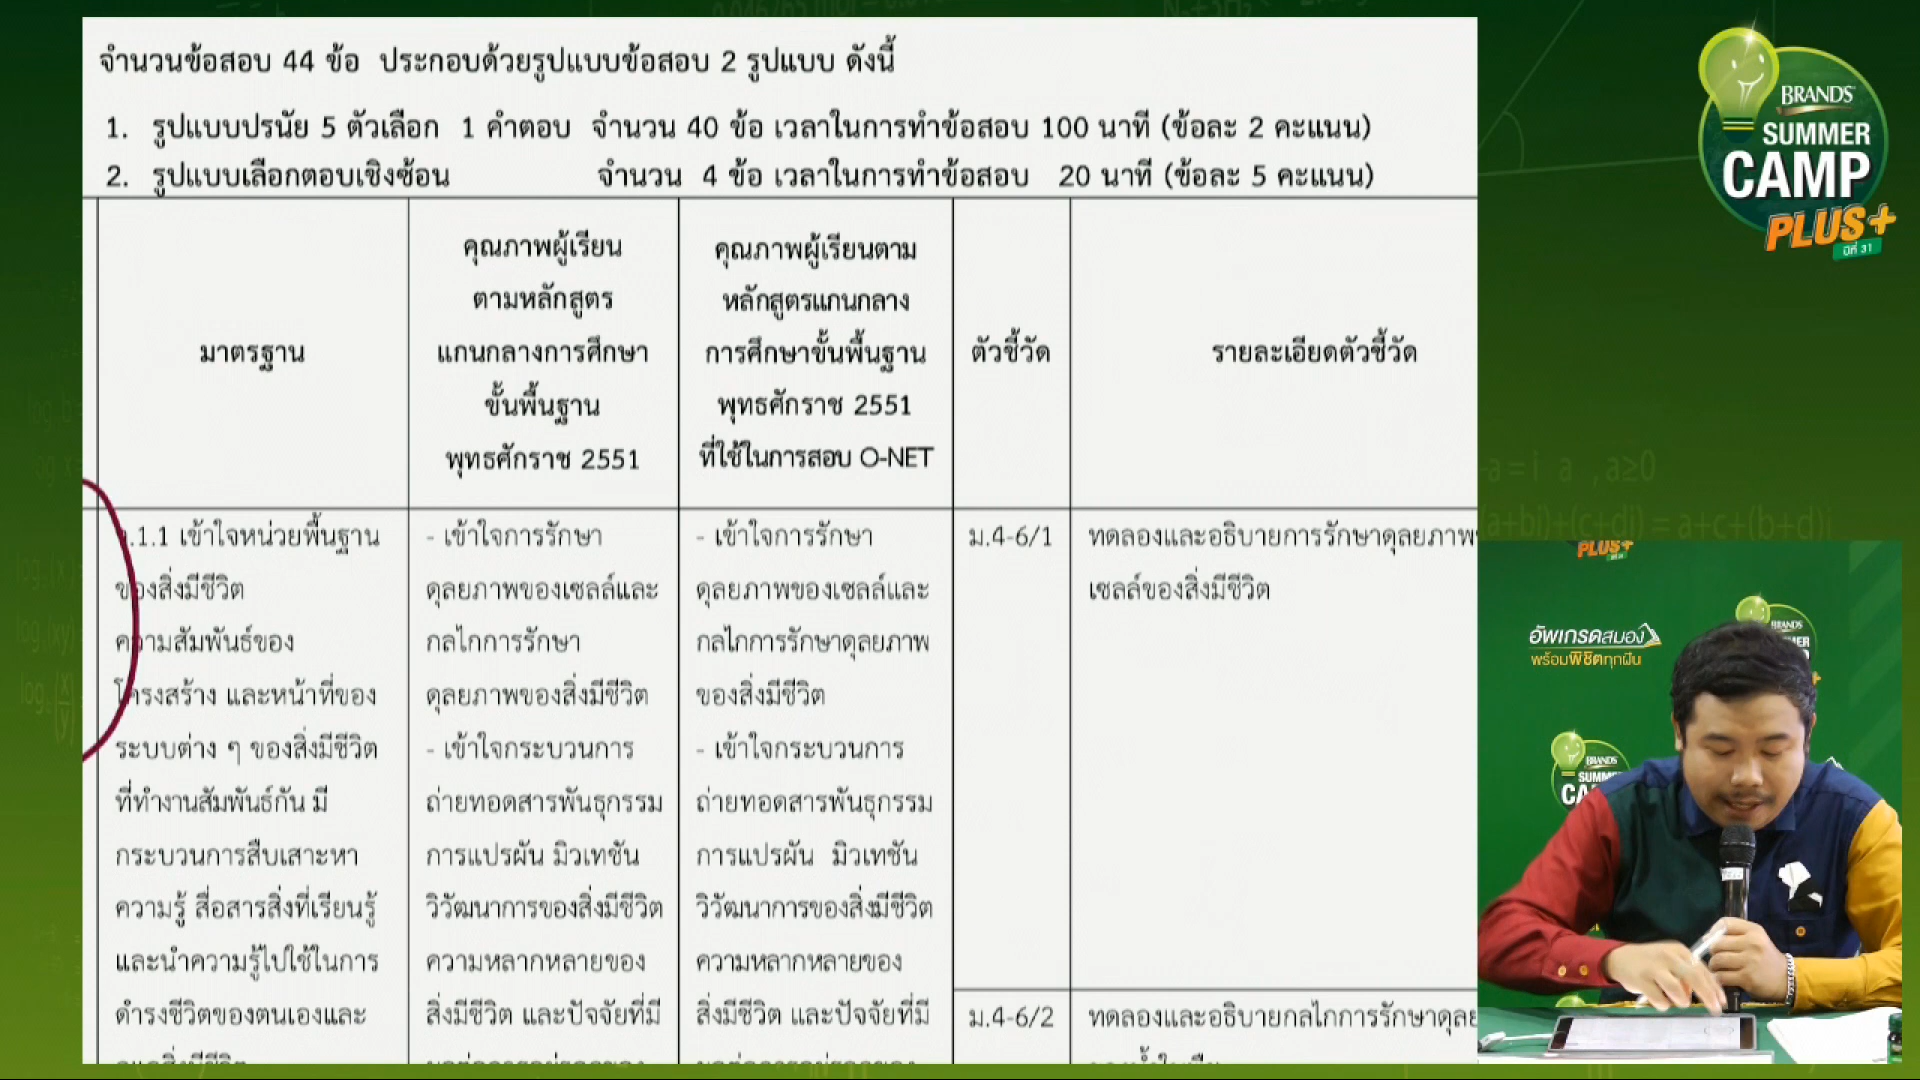 จำนวนข้อสอบ 44 ข้อ ประกอบด้วยรูปแบบข้อสอบ 2 รูปแบบ ดังนี้
1. รูปแบบปรนัย 5 ตัวเลือก 1 คำตอบ จำนวน 40 ข้อ เวลาในการทำข้อสอบ 100 นาที (ข้อละ 2 คะแนน)
2. รูปแบบเลือกตอบเชิงซ้อน จำนวน 4 ข้อ เวลาในการทำข้อสอบ 20 นาที (ข้อละ 5 คะแนน)
มาตรฐาน
คุณภาพผู้เรียน
ตามหลักสูตร
แกนกลางการศึกษา
ขั้นพื้นฐาน
พุทธศักราช 2551
คุณภาพผู้เรียนตาม
หลักสูตรแกนกลาง
การศึกษาขั้นพื้นฐาน
พุทธศักราช 2551
ที่ใช้ในการสอบ O-NET
ตัวชี้วัด
รายละเอียดตัวชี้วัด
.1.1 เข้าใจหน่วยพื้นฐาน
ของสิ่งมีชีวิต
ความสัมพันธ์ของ
โครงสร้าง และหน้าที่ของ
ระบบต่าง ๆ ของสิ่งมีชีวิต
ที่ทำงานสัมพันธ์กัน มี
กระบวนการสืบเสาะหา
ความรู้ สื่อสารสิ่งที่เรียนรู้
และนำความรู้ไปใช้ในการ
ดำรงชีวิตของตนเองและ
- เข้าใจการรักษา
ดุลยภาพของเซลล์และ
กลไกการรักษา
ดุลยภาพของสิ่งมีชีวิต
- เข้าใจกระบวนการ
ถ่ายทอดสารพันธุกรรม
การแปรผัน มิวเทชัน
วิวัฒนาการของสิ่งมีชีวิต
ความหลากหลายของ
สิ่งมีชีวิต และปัจจัยที่มี
- เข้าใจการรักษา
ดุลยภาพของเซลล์และ
กลไกการรักษาดุลยภาพ
ของสิ่งมีชีวิต
- เข้าใจกระบวนการ
ถ่ายทอดสารพันธุกรรม
การแปรผัน มิวเทชัน
วิวัฒนาการของสิ่งมีชีวิต
ความหลากหลายของ
สิ่งมีชีวิต และปัจจัยที่มี
ม.4-6/1
ทดลองและอธิบายการรักษาดุลยภาพ
เซลล์ของสิ่งมีชีวิต
ม.4-6/2
ทดลองและอธิบายกลไกการรักษาดุล
BRAND'S
SUMMER
CAMP
PLUS+
ปีที่ 31
PLUS+
อัพเกรดสมอง
พร้อมพิชิตทุกฝัน
BRAND'S
BRAND'S
SUMM
CA